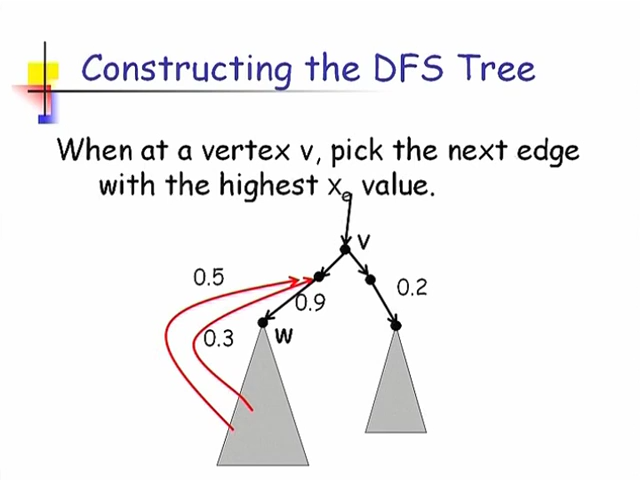 Constructing the DFS Tree
When at a vertex v, pick the next edge
with the highest xe value.
v
0.5
0.2
0.9
0.3
w